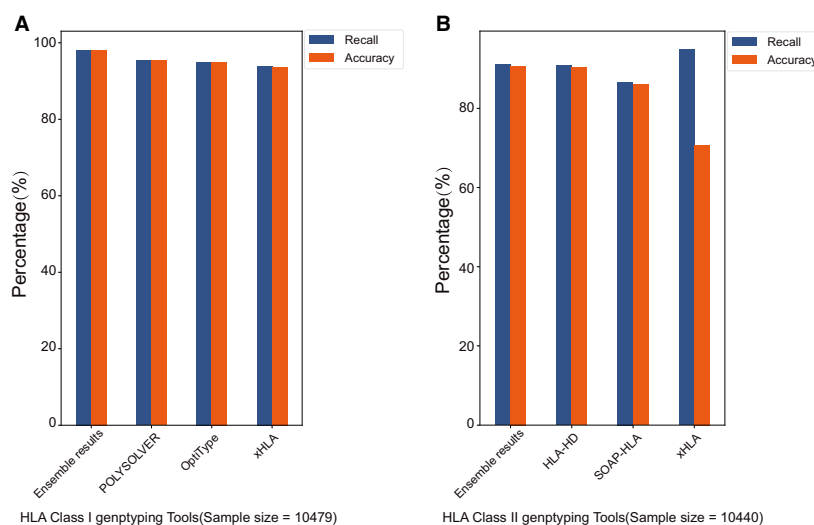 A
Recall
Accuracy
Percentage(%)
100
80
60
40
20
0
Ensemble results
POLYSOLVER
OptiType
xHLA
HLA Class I genptyping Tools(Sample size = 10479)
B
Recall
Accuracy
Percentage(%)
80
60
40
20
0
Ensemble results
HLA-HD
SOAP-HLA
xHLA
HLA Class II genptyping Tools(Sample size = 10440)